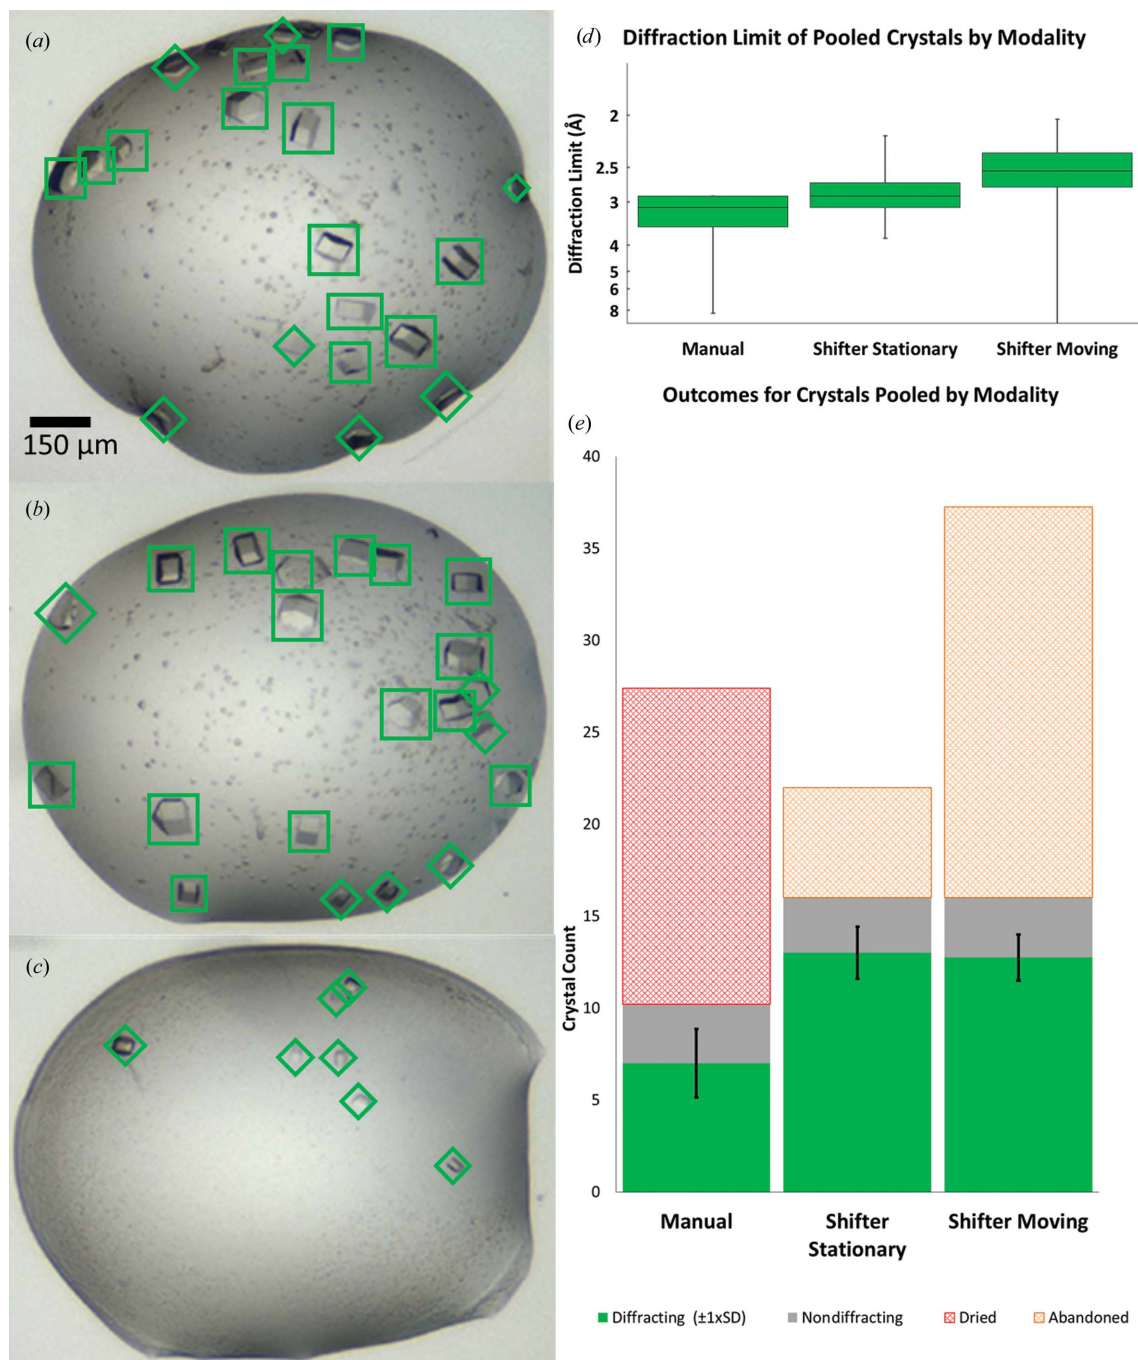 (a)
150 µm
(b)
(c)
(d) Diffraction Limit of Pooled Crystals by Modality
Diffraction Limit (Å)
2
2.5
3
4
5
6
8
Manual Shifter Stationary Shifter Moving
Outcomes for Crystals Pooled by Modality
(e)
Crystal Count
40
35
30
25
20
15
10
5
0
Manual Shifter Shifter Moving
Stationary
Diffracting (±1xSD) Nondiffracting Dried Abandoned